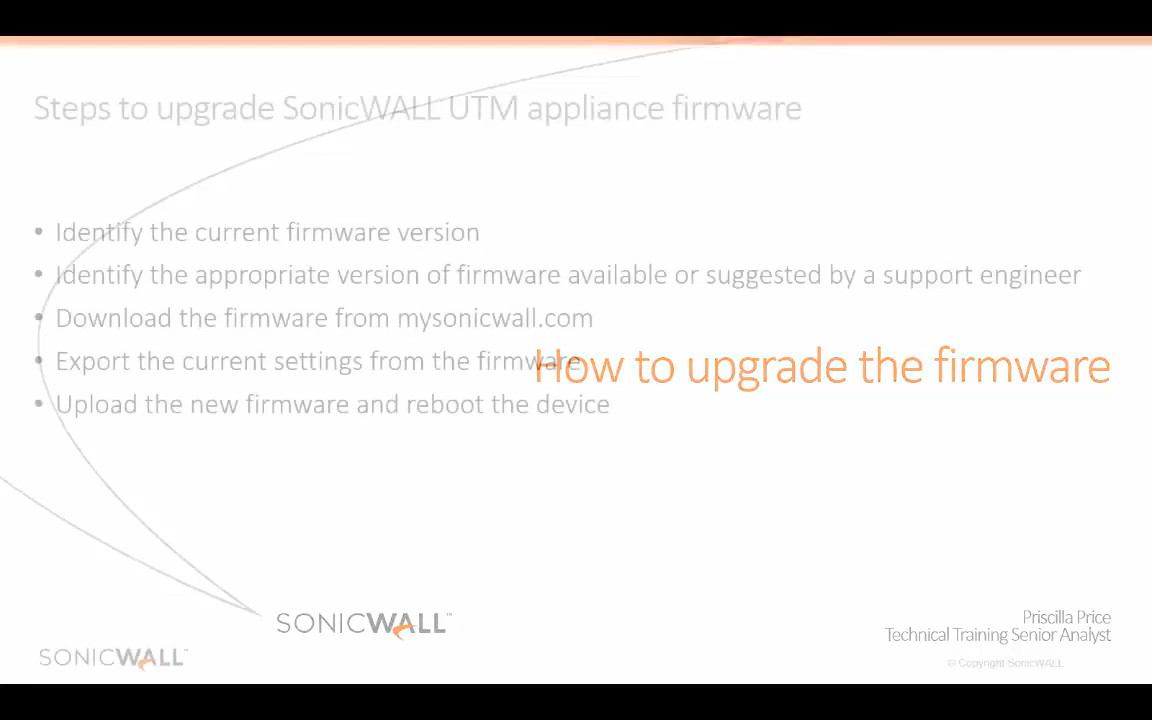 Steps to upgrade SonicWALL UTM appliance firmware
• Identify the current firmware version
• Identify the appropriate version of firmware available or suggested by a support engineer
• Download the firmware from mysonicwall.com
• Export the current settings from the firmware
How to upgrade the firmware
• Upload the new firmware and reboot the device
SONICWALL™
Priscilla Price
Technical Training Senior Analyst
SONICWALL™
© Copyright SonicWALL